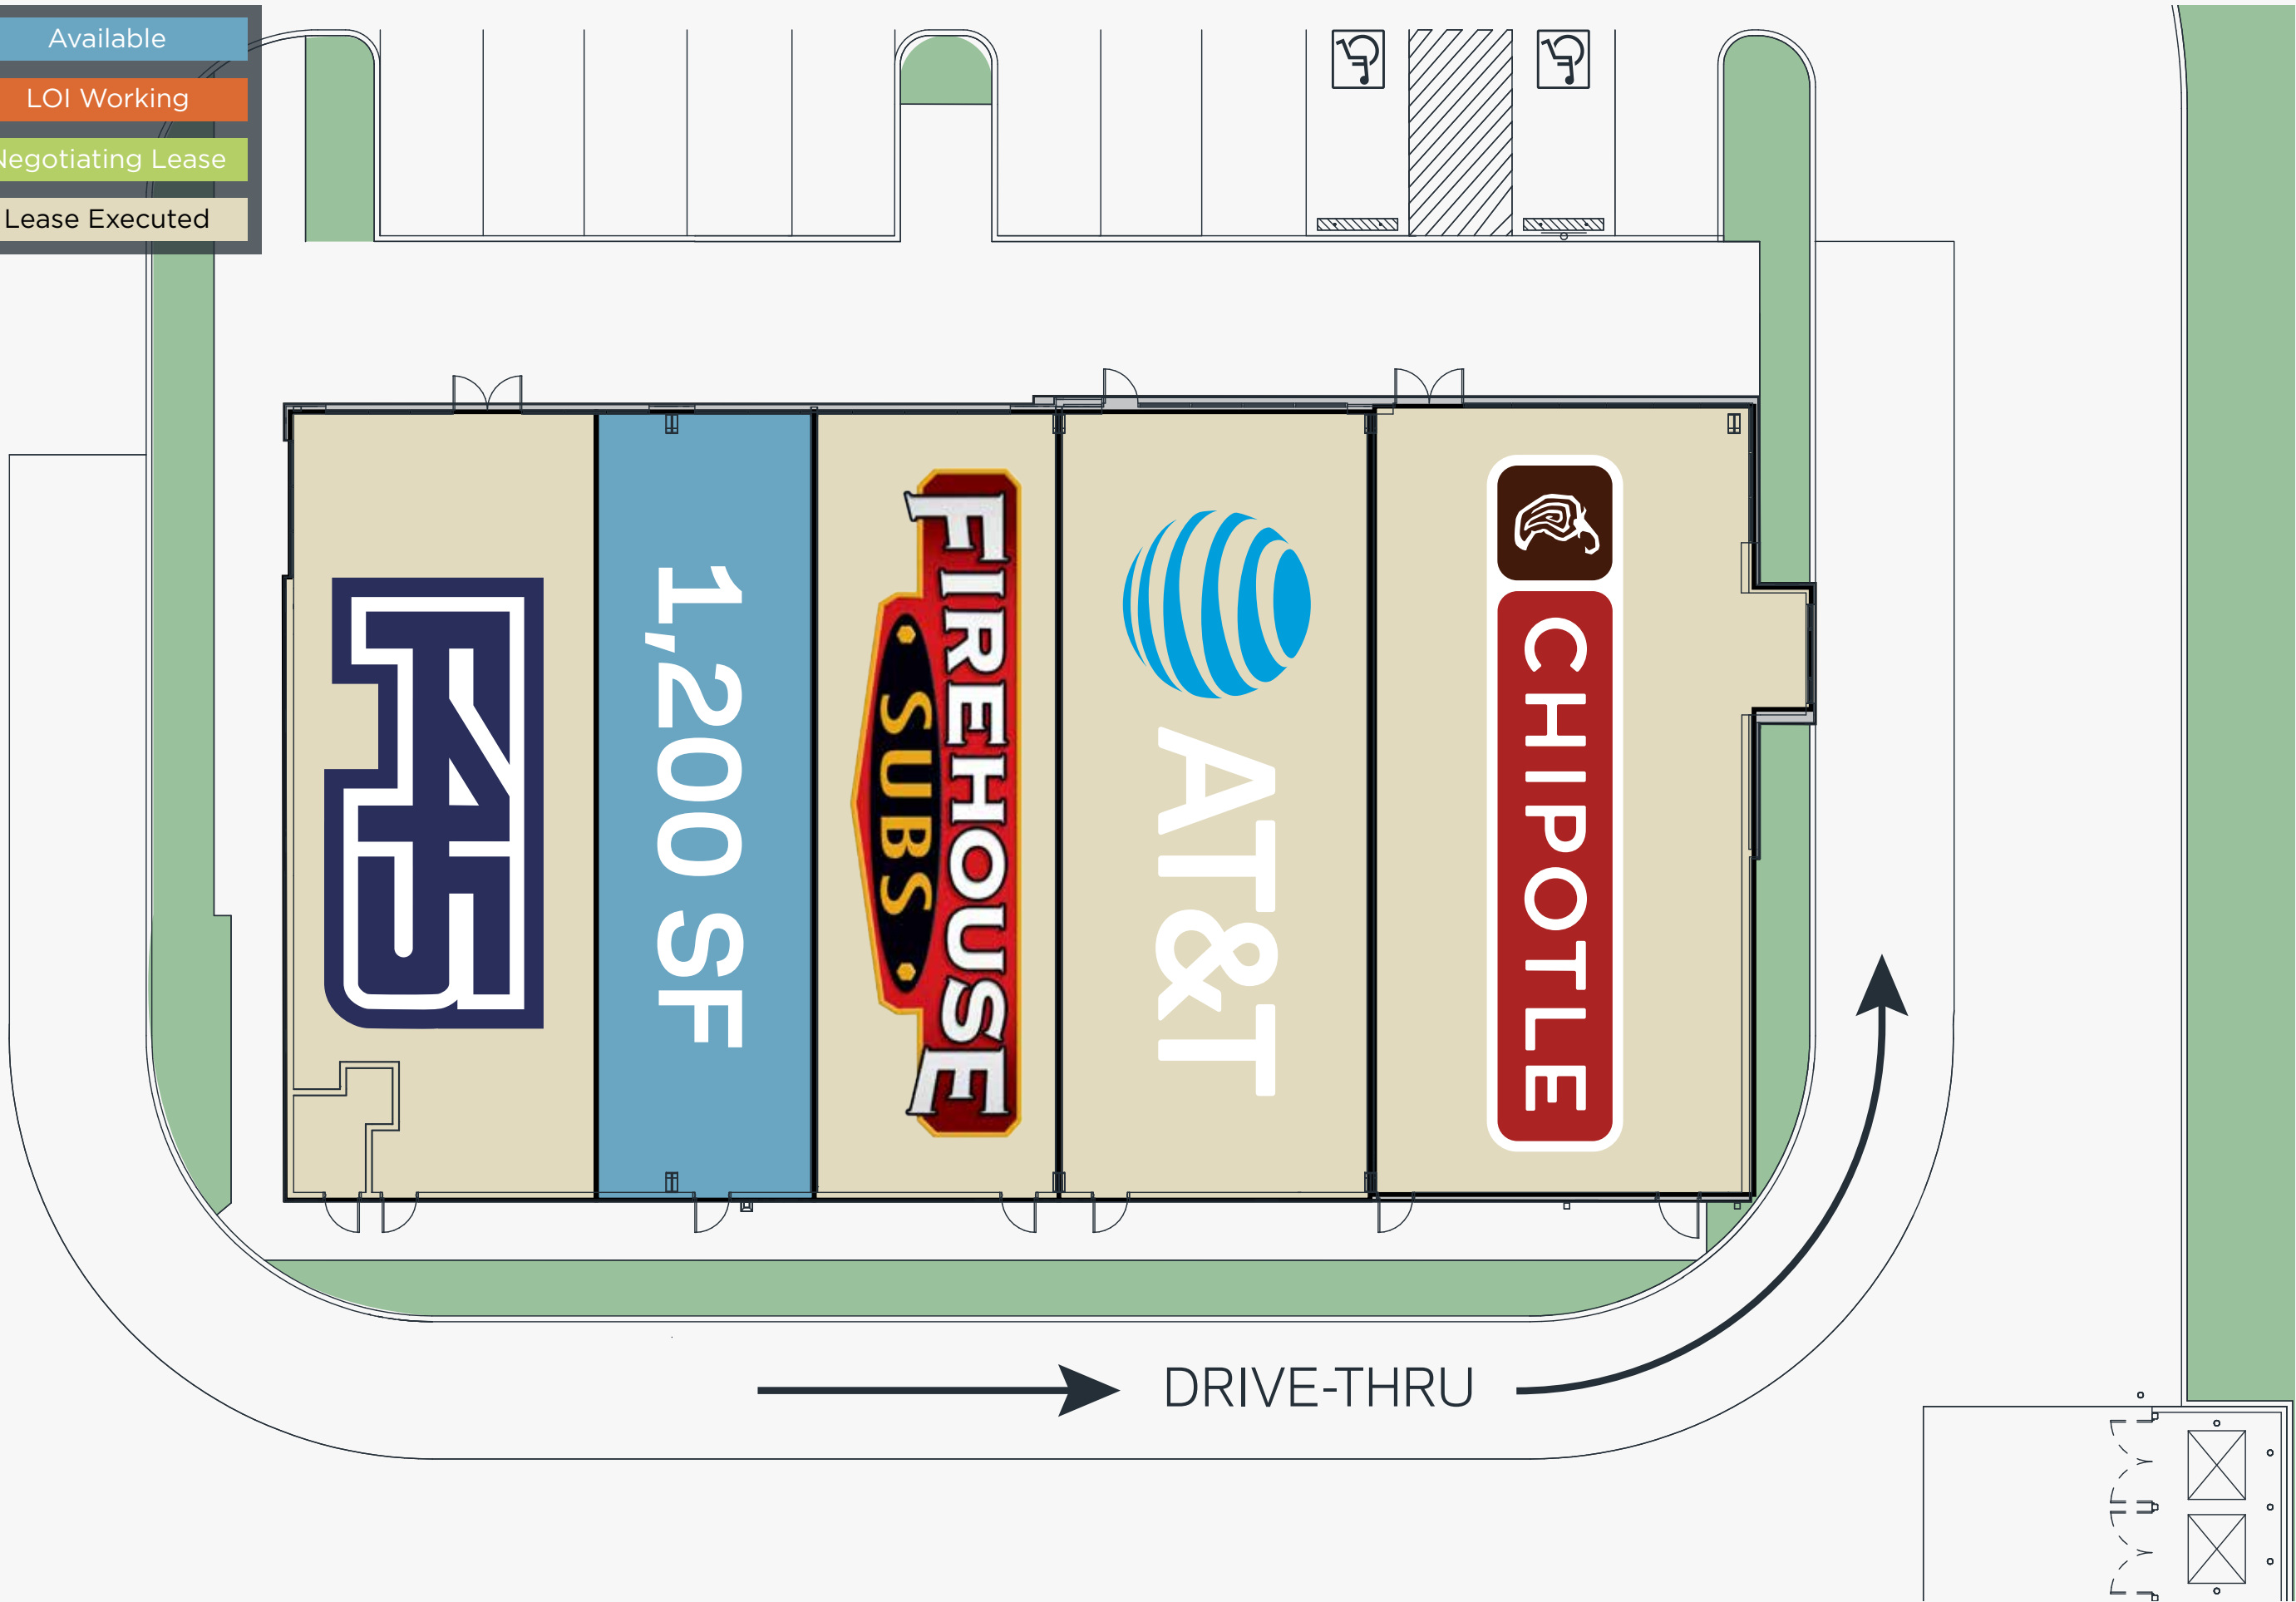 Available
LOI Working
Negotiating Lease
Lease Executed
F45
1,200 SF
FIREHOUSE
SUBS
AT&T
CHIPOTLE
DRIVE-THRU